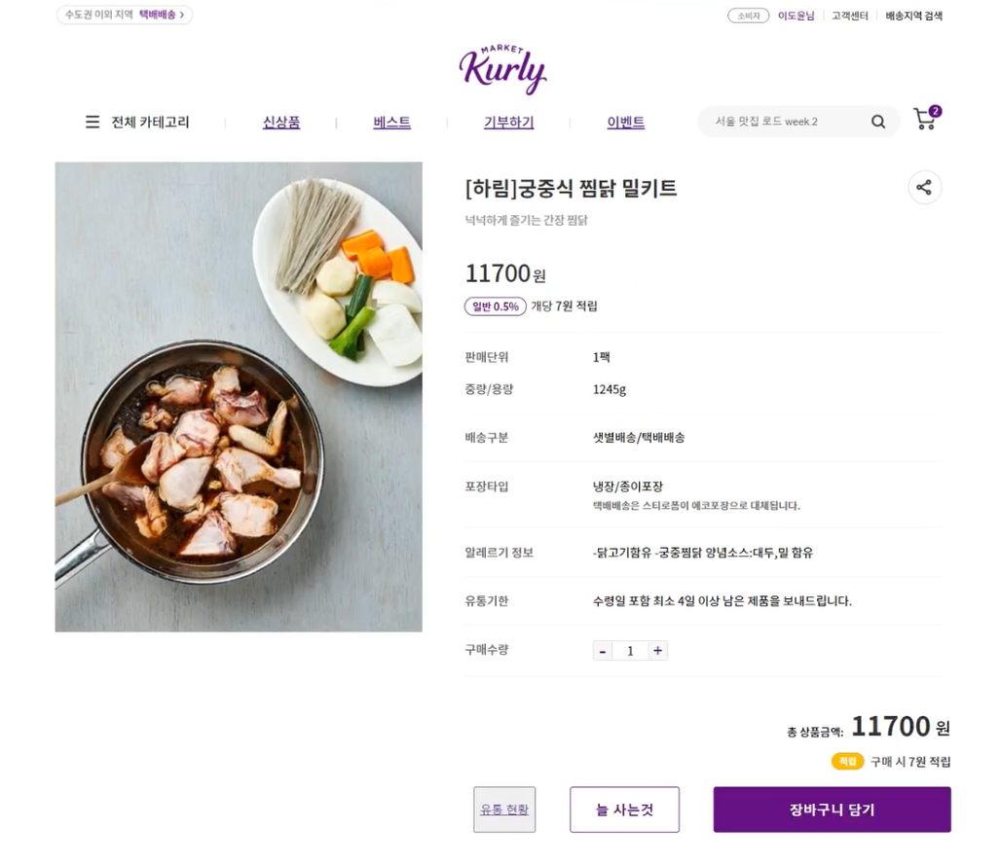 수도권 이외 지역 택배배송 ›
소비자 이도윤님 고객센터 배송지역 검색
MARKET
Kurly
전체 카테고리 신상품 베스트 기부하기 이벤트 서울 맛집 로드 week.2 2
[하림]궁중식 찜닭 밀키트
넉넉하게 즐기는 간장 찜닭
11700원
일반 0.5% 개당 7원 적립
판매단위 1팩
중량/용량 1245g
배송구분 샛별배송/택배배송
포장타입 냉장/종이포장
택배배송은 스티로폼이 에코포장으로 대체됩니다.
알레르기 정보 -닭고기함유 -궁중찜닭 양념소스:대두,밀 함유
유통기한 수령일 포함 최소 4일 이상 남은 제품을 보내드립니다.
구매수량 - 1 +
총 상품금액: 11700 원
적립 구매 시 7원 적립
유통 현황 늘 사는것 장바구니 담기